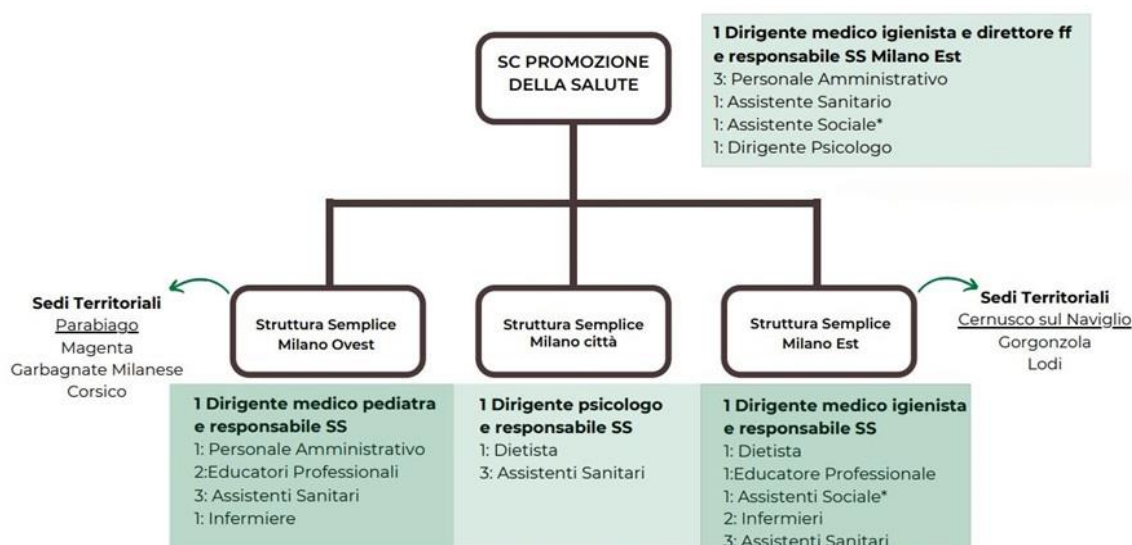 SC PROMOZIONE
DELLA SALUTE
1 Dirigente medico igienista e direttore ff
e responsabile SS Milano Est
3: Personale Amministrativo
1: Assistente Sanitario
1: Assistente Sociale*
1: Dirigente Psicologo
Sedi Territoriali
Parabiago
Magenta
Garbagnate Milanese
Corsico
Struttura Semplice
Milano Ovest
Struttura Semplice
Milano città
Struttura Semplice
Milano Est
Sedi Territoriali
Cernusco sul Naviglio
Gorgonzola
Lodi
1 Dirigente medico pediatra
e responsabile SS
1: Personale Amministrativo
2:Educatori Professionali
3: Assistenti Sanitari
1: Infermiere
1 Dirigente psicologo
e responsabile SS
1: Dietista
3: Assistenti Sanitari
1 Dirigente medico igienista
e responsabile SS
1: Dietista
1:Educatore Professionale
1: Assistenti Sociale*
2: Infermieri
3: Assistenti Sanitari